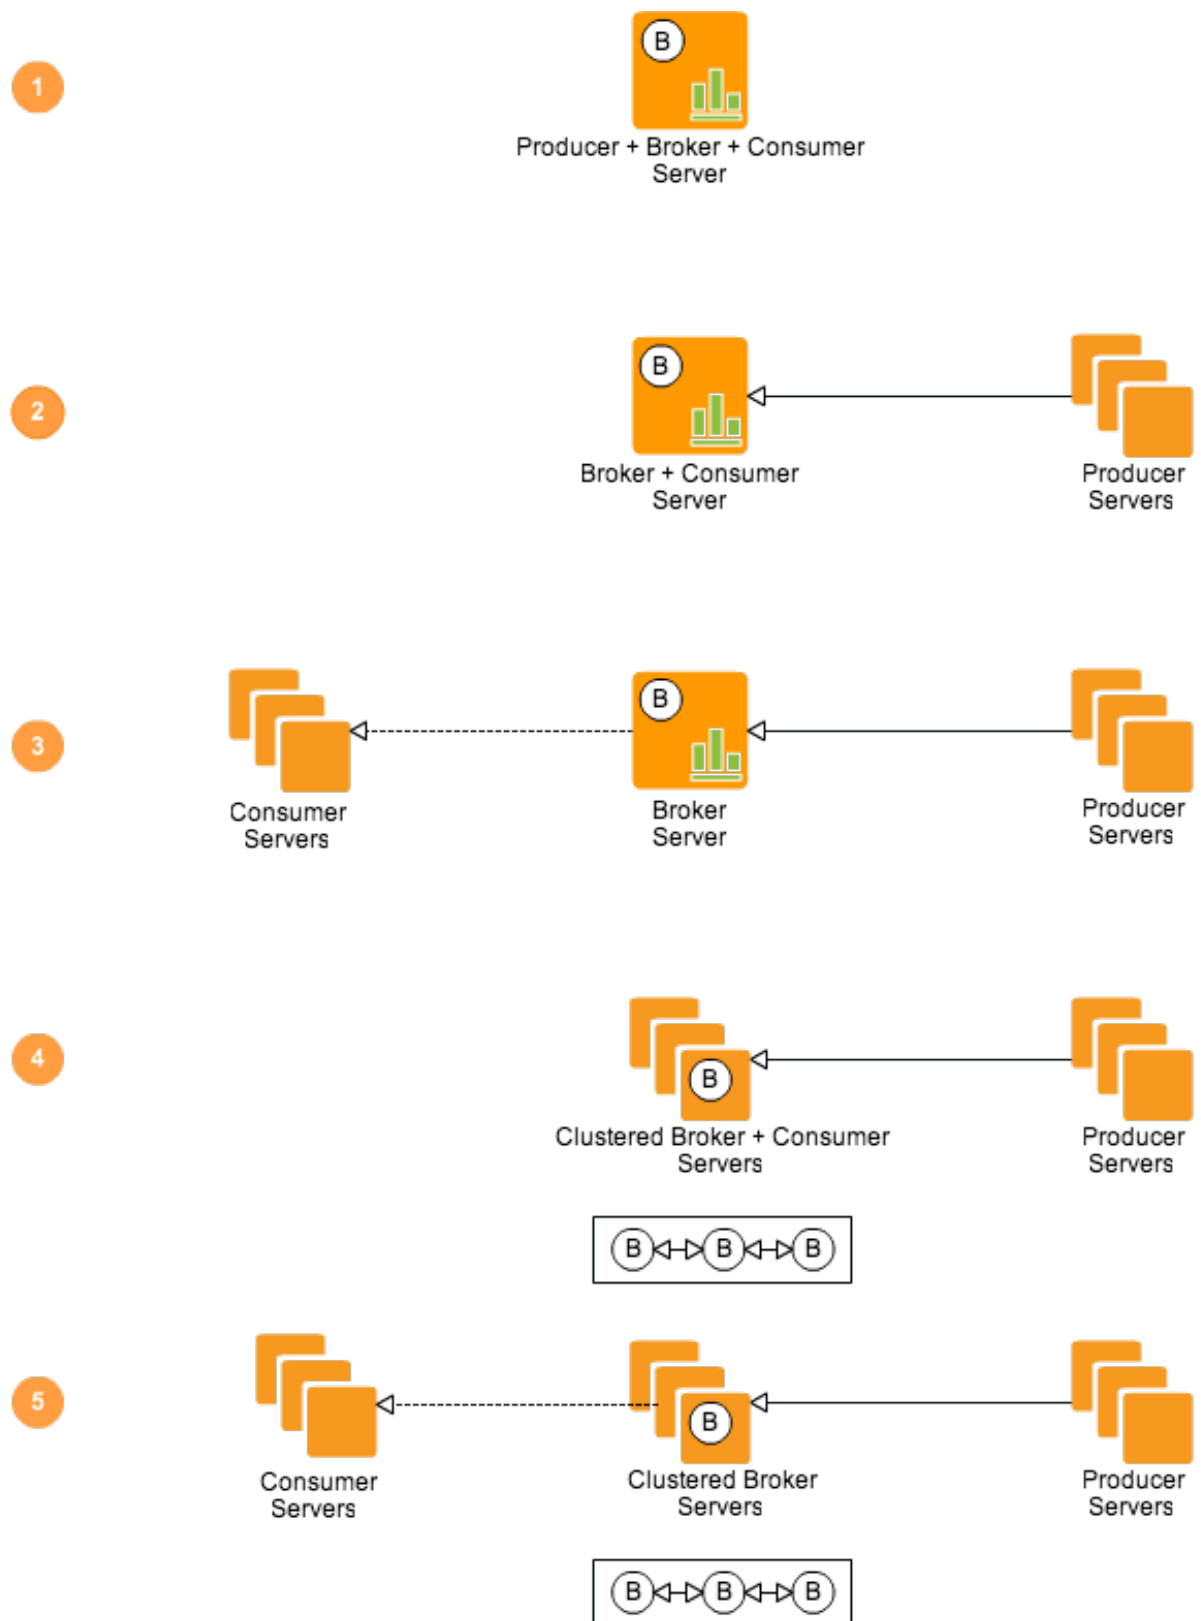 1
B
Producer + Broker + Consumer
Server
2
B
Broker + Consumer
Server
Producer
Servers
3
B
Consumer
Servers
Broker
Server
Producer
Servers
4
B
Clustered Broker + Consumer
Servers
Producer
Servers
B B B
5
B
Consumer
Servers
Clustered Broker
Servers
Producer
Servers
B B B